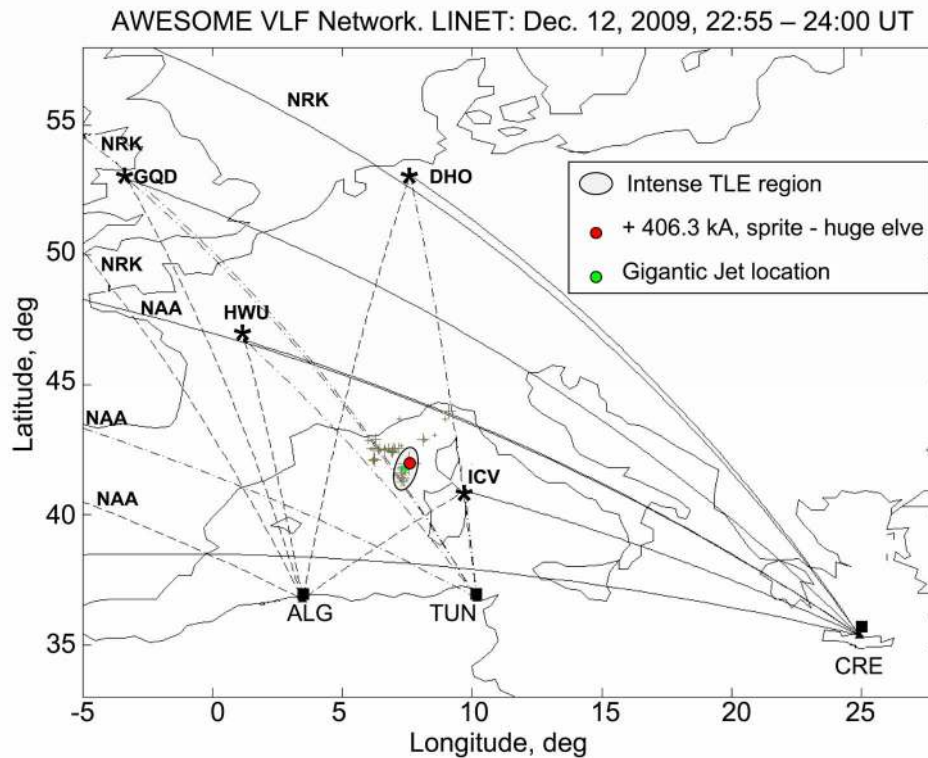 AWESOME VLF Network. LINET: Dec. 12, 2009, 22:55 – 24:00 UT
NRK
55
NRK
GQD
DHO
Intense TLE region
+ 406.3 kA, sprite - huge elve
Gigantic Jet location
50
NRK
NAA
HWU
45
NAA
NAA
ICV
40
ALG
TUN
35
CRE
-5
0
5
10
15
20
25
Latitude, deg
Longitude, deg